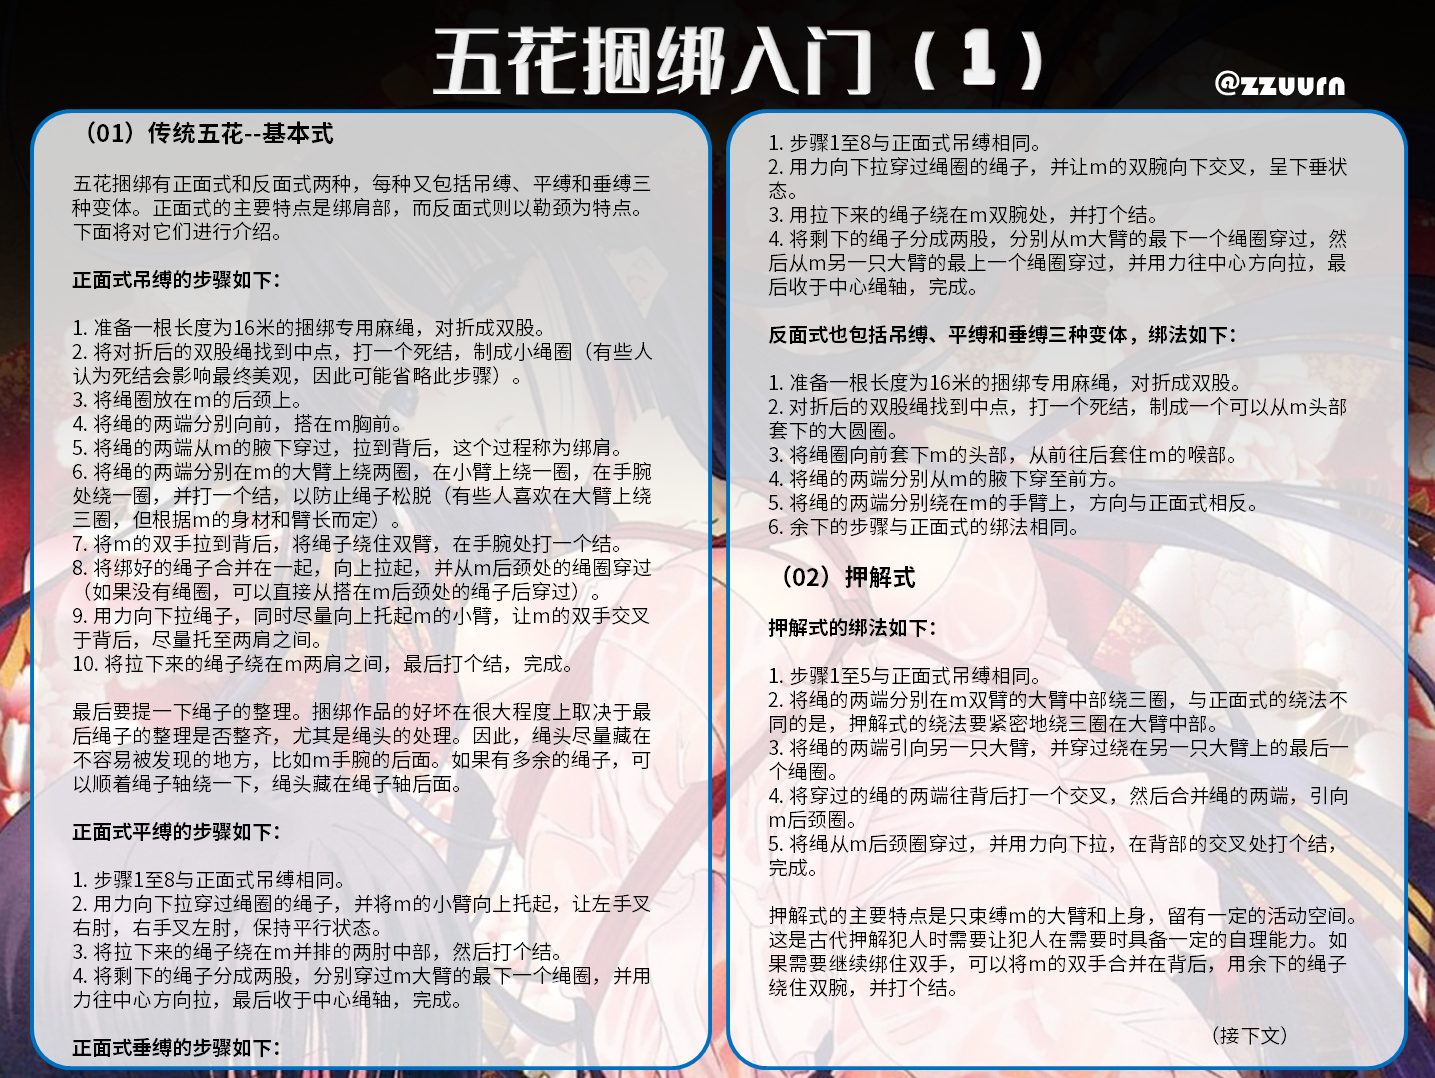 五花捆绑入门（1）
@zzuurn
（01）传统五花--基本式
五花捆绑有正面式和反面式两种，每种又包括吊缚、平缚和垂缚三
种变体。正面式的主要特点是绑肩部，而反面式则以勒颈为特点。
下面将对它们进行介绍。
正面式吊缚的步骤如下：
1. 准备一根长度为16米的捆绑专用麻绳，对折成双股。
2. 将对折后的双股绳找到中点，打一个死结，制成小绳圈（有些人
认为死结会影响最终美观，因此可能省略此步骤）。
3. 将绳圈放在m的后颈上。
4. 将绳的两端分别向前，搭在m胸前。
5. 将绳的两端从m的腋下穿过，拉到背后，这个过程称为绑肩。
6. 将绳的两端分别在m的大臂上绕两圈，在小臂上绕一圈，在手腕
处绕一圈，并打一个结，以防止绳子松脱（有些人喜欢在大臂上绕
三圈，但根据m的身材和臂长而定）。
7. 将m的双手拉到背后，将绳子绕住双臂，在手腕处打一个结。
8. 将绑好的绳子合并在一起，向上拉起，并从m后颈处的绳圈穿过
（如果没有绳圈，可以直接从搭在m后颈处的绳子后穿过）。
9. 用力向下拉绳子，同时尽量向上托起m的小臂，让m的双手交叉
于背后，尽量托至两肩之间。
10. 将拉下来的绳子绕在m两肩之间，最后打个结，完成。
最后要提一下绳子的整理。捆绑作品的好坏在很大程度上取决于最
后绳子的整理是否整齐，尤其是绳头的处理。因此，绳头尽量藏在
不容易被发现的地方，比如m手腕的后面。如果有多余的绳子，可
以顺着绳子轴绕一下，绳头藏在绳子轴后面。
正面式平缚的步骤如下：
1. 步骤1至8与正面式吊缚相同。
2. 用力向下拉穿过绳圈的绳子，并将m的小臂向上托起，让左手叉
右肘，右手叉左肘，保持平行状态。
3. 将拉下来的绳子绕在m并排的两肘中部，然后打个结。
4. 将剩下的绳子分成两股，分别穿过m大臂的最下一个绳圈，并用
力往中心方向拉，最后收于中心绳轴，完成。
正面式垂缚的步骤如下：
1. 步骤1至8与正面式吊缚相同。
2. 用力向下拉穿过绳圈的绳子，并让m的双腕向下交叉，呈下垂状
态。
3. 用拉下来的绳子绕在m双腕处，并打个结。
4. 将剩下的绳子分成两股，分别从m大臂的最下一个绳圈穿过，然
后从m另一只大臂的最上一个绳圈穿过，并用力往中心方向拉，最
后收于中心绳轴，完成。
反面式也包括吊缚、平缚和垂缚三种变体，绑法如下：
1. 准备一根长度为16米的捆绑专用麻绳，对折成双股。
2. 对折后的双股绳找到中点，打一个死结，制成一个可以从m头部
套下的大圆圈。
3. 将绳圈向前套下m的头部，从前往后套住m的喉部。
4. 将绳的两端分别从m的腋下穿至前方。
5. 将绳的两端分别绕在m的手臂上，方向与正面式相反。
6. 余下的步骤与正面式的绑法相同。
（02）押解式
押解式的绑法如下：
1. 步骤1至5与正面式吊缚相同。
2. 将绳的两端分别在m双臂的大臂中部绕三圈，与正面式的绕法不
同的是，押解式的绕法要紧密地绕三圈在大臂中部。
3. 将绳的两端引向另一只大臂，并穿过绕在另一只大臂上的最后一
个绳圈。
4. 将穿过的绳的两端往背后打一个交叉，然后合并绳的两端，引向
m后颈圈。
5. 将绳从m后颈圈穿过，并用力向下拉，在背部的交叉处打个结，
完成。
押解式的主要特点是只束缚m的大臂和上身，留有一定的活动空间。
这是古代押解犯人时需要让犯人在需要时具备一定的自理能力。如
果需要继续绑住双手，可以将m的双手合并在背后，用余下的绳子
绕住双腕，并打个结。
（接下文）